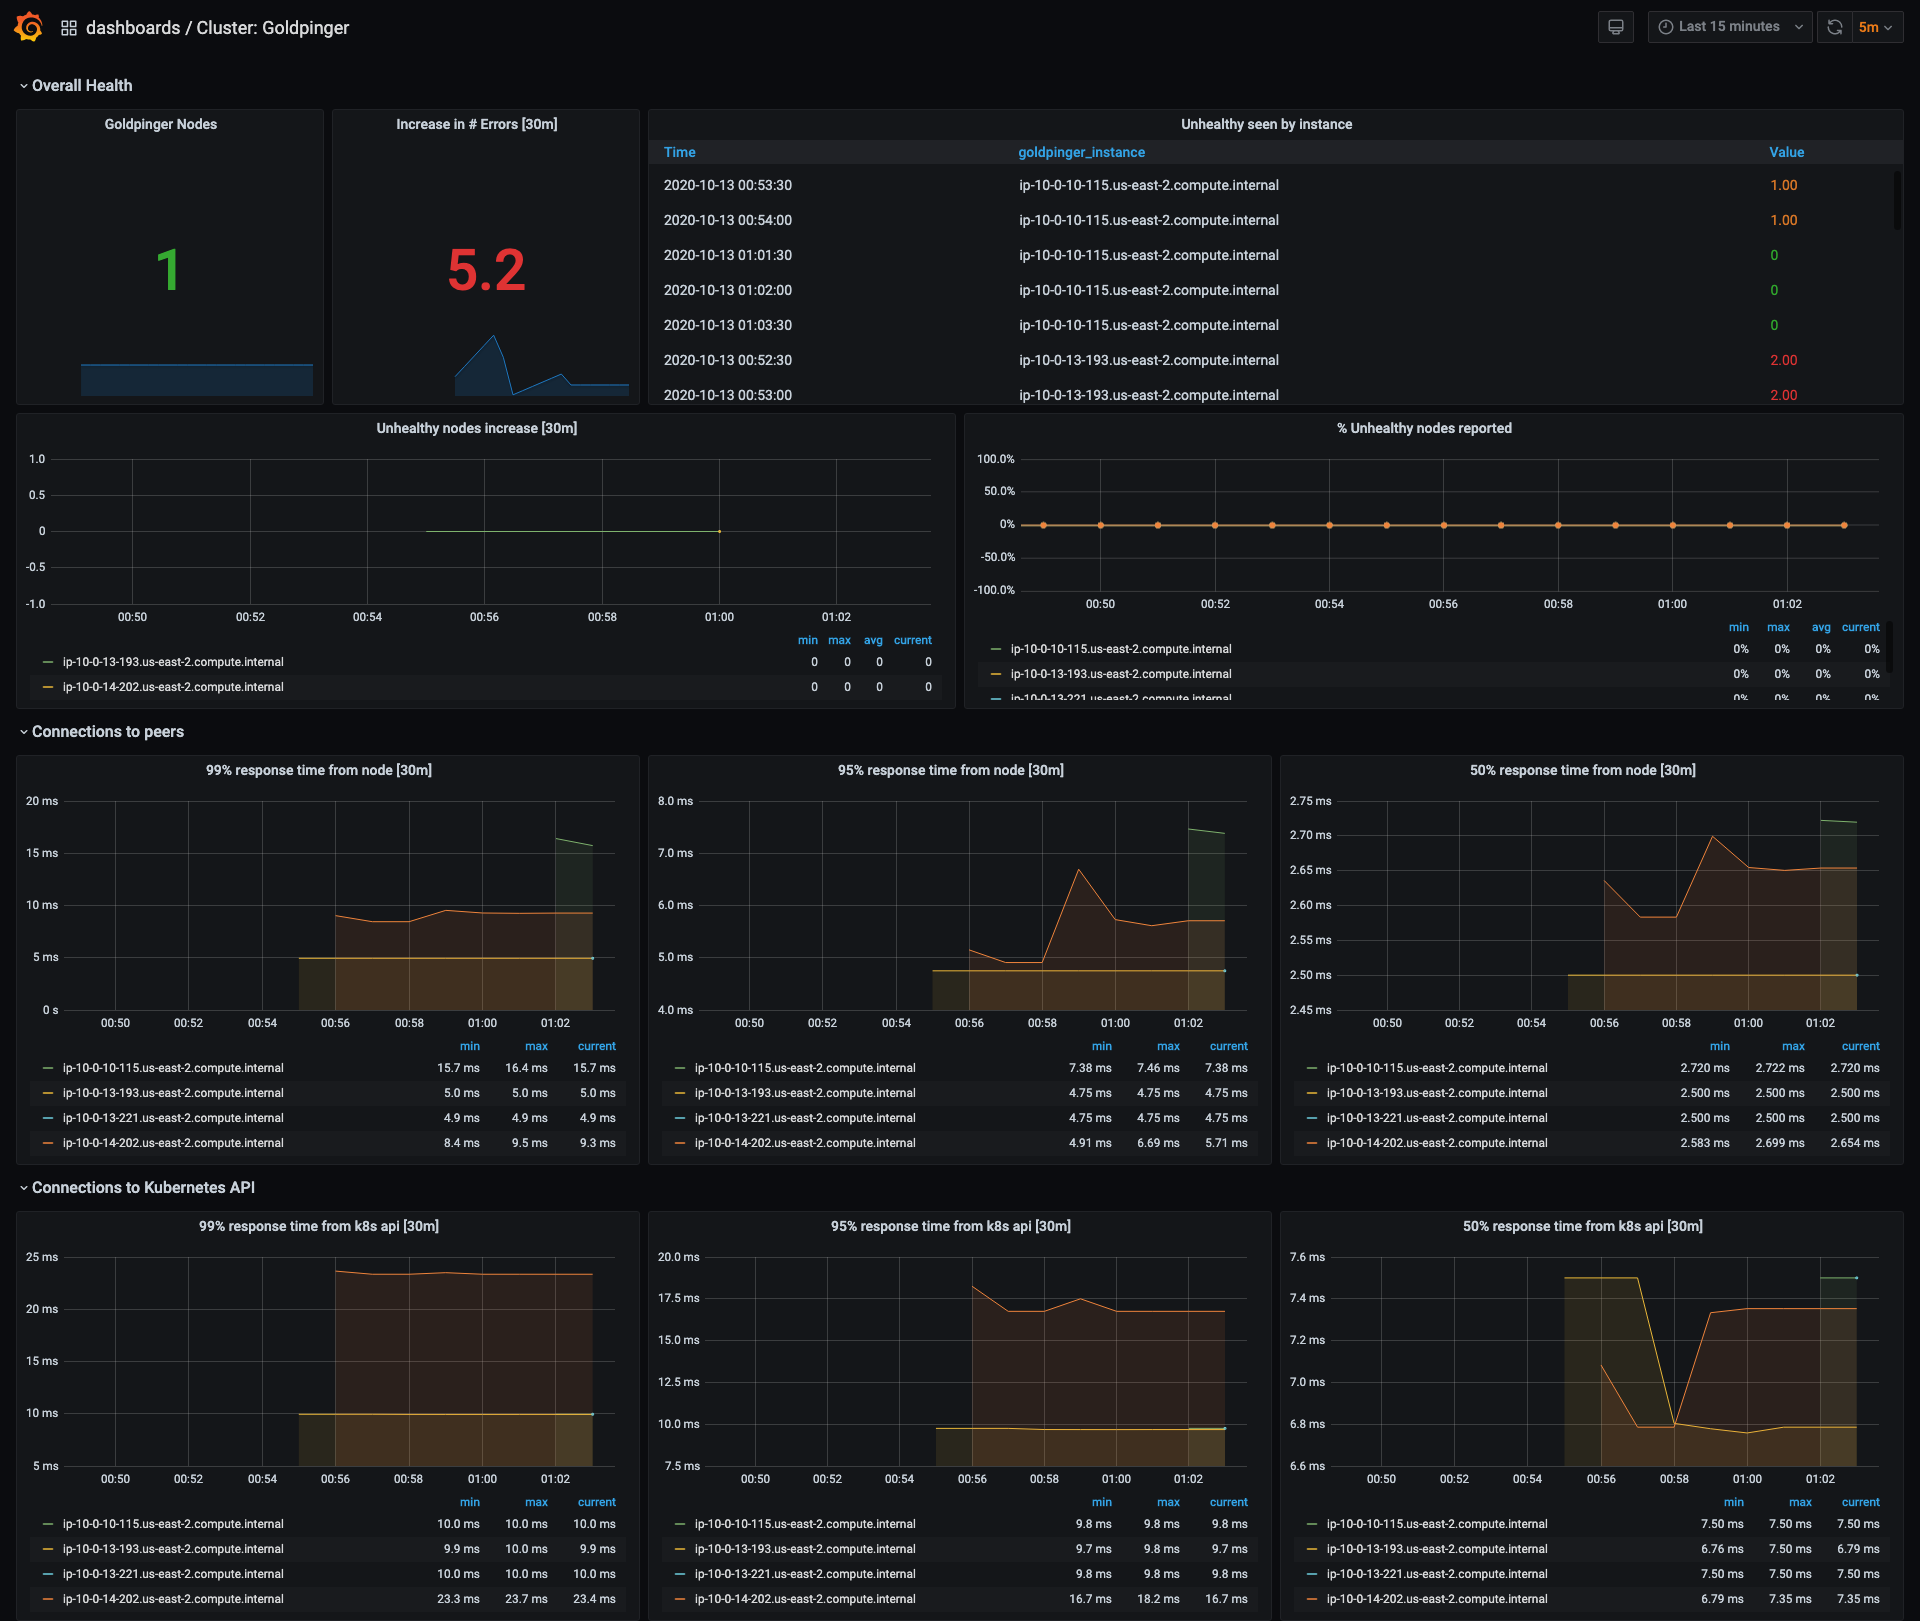 dashboards / Cluster: Goldpinger
Last 15 minutes
5m
Overall Health
Goldpinger Nodes
1
Increase in # Errors [30m]
5.2
Unhealthy seen by instance
Time goldpinger_instance Value
2020-10-13 00:53:30 ip-10-0-10-115.us-east-2.compute.internal 1.00
2020-10-13 00:54:00 ip-10-0-10-115.us-east-2.compute.internal 1.00
2020-10-13 01:01:30 ip-10-0-10-115.us-east-2.compute.internal 0
2020-10-13 01:02:00 ip-10-0-10-115.us-east-2.compute.internal 0
2020-10-13 01:03:30 ip-10-0-10-115.us-east-2.compute.internal 0
2020-10-13 00:52:30 ip-10-0-13-193.us-east-2.compute.internal 2.00
2020-10-13 00:53:00 ip-10-0-13-193.us-east-2.compute.internal 2.00
Unhealthy nodes increase [30m]
1.0
0.5
0
-0.5
-1.0
00:50 00:52 00:54 00:56 00:58 01:00 01:02
min max avg current
ip-10-0-13-193.us-east-2.compute.internal 0 0 0 0
ip-10-0-14-202.us-east-2.compute.internal 0 0 0 0
% Unhealthy nodes reported
100.0%
50.0%
0%
-50.0%
-100.0%
00:50 00:52 00:54 00:56 00:58 01:00 01:02
min max avg current
ip-10-0-10-115.us-east-2.compute.internal 0% 0% 0% 0%
ip-10-0-13-193.us-east-2.compute.internal 0% 0% 0% 0%
ip-10-0-13-221.us-east-2.compute.internal 0% 0% 0% 0%
Connections to peers
99% response time from node [30m]
20 ms
15 ms
10 ms
5 ms
0 s
00:50 00:52 00:54 00:56 00:58 01:00 01:02
min max current
ip-10-0-10-115.us-east-2.compute.internal 15.7 ms 16.4 ms 15.7 ms
ip-10-0-13-193.us-east-2.compute.internal 5.0 ms 5.0 ms 5.0 ms
ip-10-0-13-221.us-east-2.compute.internal 4.9 ms 4.9 ms 4.9 ms
ip-10-0-14-202.us-east-2.compute.internal 8.4 ms 9.5 ms 9.3 ms
95% response time from node [30m]
8.0 ms
7.0 ms
6.0 ms
5.0 ms
4.0 ms
00:50 00:52 00:54 00:56 00:58 01:00 01:02
min max current
ip-10-0-10-115.us-east-2.compute.internal 7.38 ms 7.46 ms 7.38 ms
ip-10-0-13-193.us-east-2.compute.internal 4.75 ms 4.75 ms 4.75 ms
ip-10-0-13-221.us-east-2.compute.internal 4.75 ms 4.75 ms 4.75 ms
ip-10-0-14-202.us-east-2.compute.internal 4.91 ms 6.69 ms 5.71 ms
50% response time from node [30m]
2.75 ms
2.70 ms
2.65 ms
2.60 ms
2.55 ms
2.50 ms
2.45 ms
00:50 00:52 00:54 00:56 00:58 01:00 01:02
min max current
ip-10-0-10-115.us-east-2.compute.internal 2.720 ms 2.722 ms 2.720 ms
ip-10-0-13-193.us-east-2.compute.internal 2.500 ms 2.500 ms 2.500 ms
ip-10-0-13-221.us-east-2.compute.internal 2.500 ms 2.500 ms 2.500 ms
ip-10-0-14-202.us-east-2.compute.internal 2.583 ms 2.699 ms 2.654 ms
Connections to Kubernetes API
99% response time from k8s api [30m]
25 ms
20 ms
15 ms
10 ms
5 ms
00:50 00:52 00:54 00:56 00:58 01:00 01:02
min max current
ip-10-0-10-115.us-east-2.compute.internal 10.0 ms 10.0 ms 10.0 ms
ip-10-0-13-193.us-east-2.compute.internal 9.9 ms 10.0 ms 9.9 ms
ip-10-0-13-221.us-east-2.compute.internal 10.0 ms 10.0 ms 10.0 ms
ip-10-0-14-202.us-east-2.compute.internal 23.3 ms 23.7 ms 23.4 ms
95% response time from k8s api [30m]
20.0 ms
17.5 ms
15.0 ms
12.5 ms
10.0 ms
7.5 ms
00:50 00:52 00:54 00:56 00:58 01:00 01:02
min max current
ip-10-0-10-115.us-east-2.compute.internal 9.8 ms 9.8 ms 9.8 ms
ip-10-0-13-193.us-east-2.compute.internal 9.7 ms 9.8 ms 9.7 ms
ip-10-0-13-221.us-east-2.compute.internal 9.8 ms 9.8 ms 9.8 ms
ip-10-0-14-202.us-east-2.compute.internal 16.7 ms 18.2 ms 16.7 ms
50% response time from k8s api [30m]
7.6 ms
7.4 ms
7.2 ms
7.0 ms
6.8 ms
6.6 ms
00:50 00:52 00:54 00:56 00:58 01:00 01:02
min max current
ip-10-0-10-115.us-east-2.compute.internal 7.50 ms 7.50 ms 7.50 ms
ip-10-0-13-193.us-east-2.compute.internal 6.76 ms 7.50 ms 6.79 ms
ip-10-0-13-221.us-east-2.compute.internal 7.50 ms 7.50 ms 7.50 ms
ip-10-0-14-202.us-east-2.compute.internal 6.79 ms 7.35 ms 7.35 ms